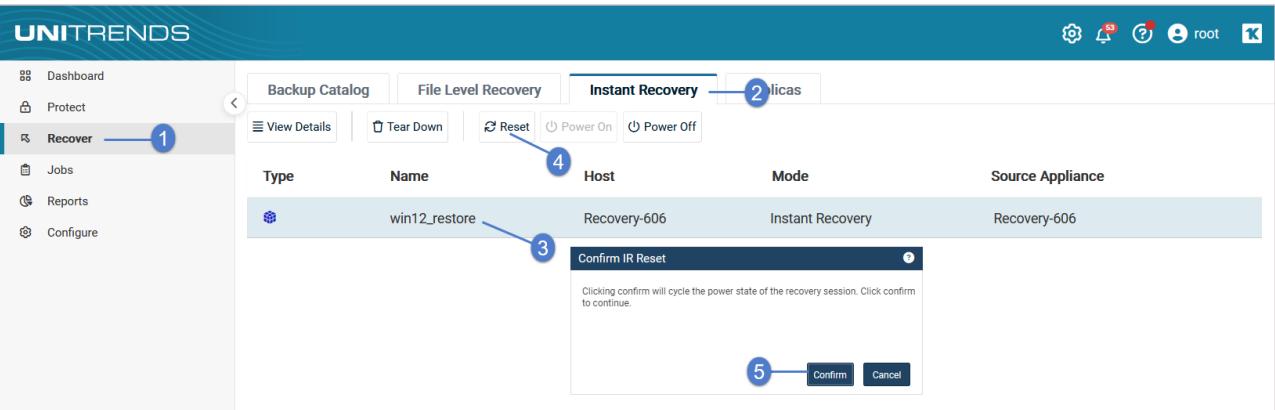 UNITRENDS
53
root
Dashboard
Protect
Recover
1
Jobs
Reports
Configure
Backup Catalog
File Level Recovery
Instant Recovery
2
licas
View Details
Tear Down
Reset
Power On
Power Off
4
Type
Name
Host
Mode
Source Appliance
win12_restore
Recovery-606
Instant Recovery
Recovery-606
3
Confirm IR Reset
Clicking confirm will cycle the power state of the recovery session. Click confirm
to continue.
5
Confirm
Cancel